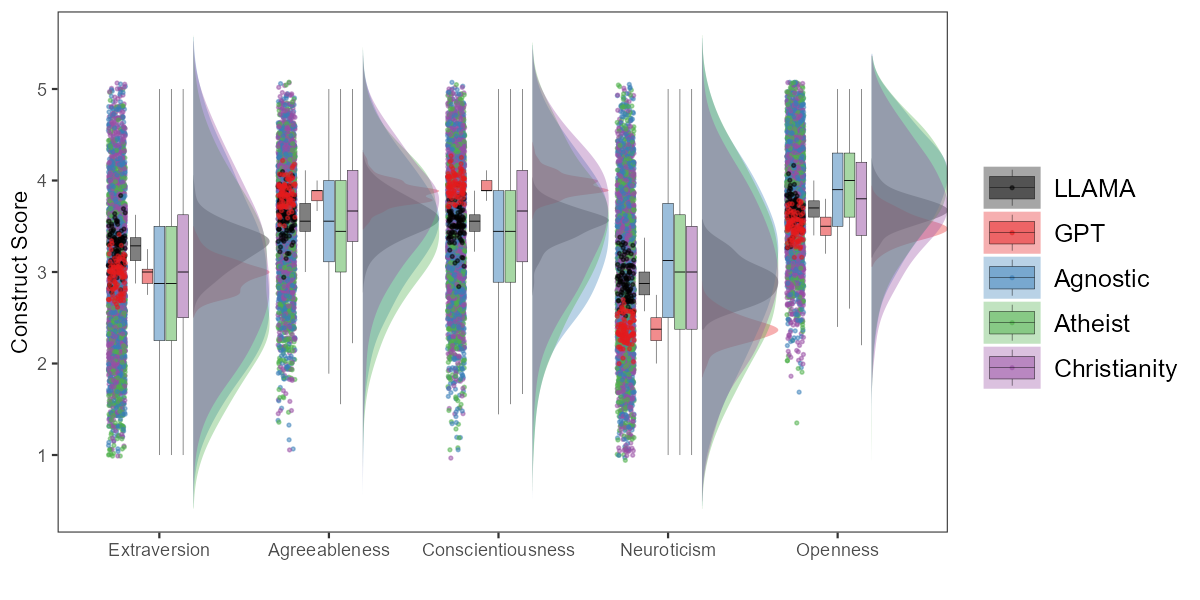 Construct Score
5
4
3
2
1
Extraversion
Agreeableness
Conscientiousness
Neuroticism
Openness
LLAMA
GPT
Agnostic
Atheist
Christianity